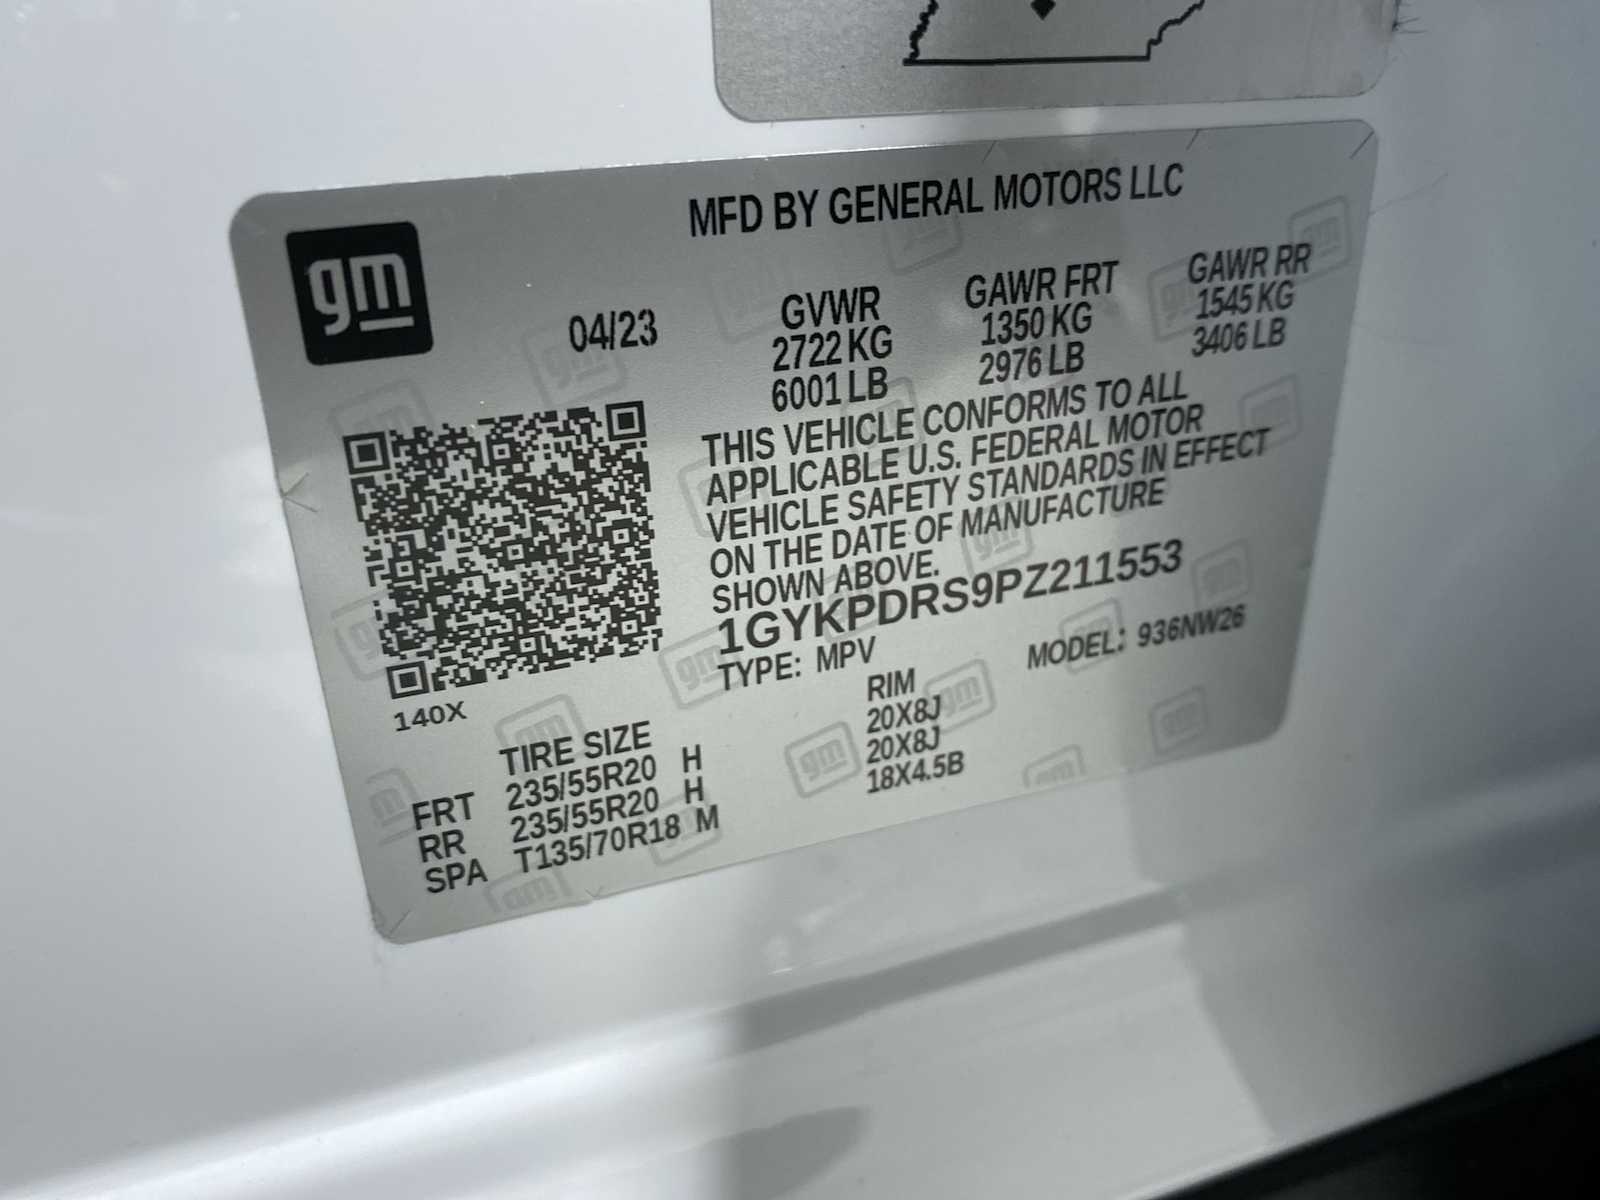 MFD BY GENERAL MOTORS LLC
gm
04/23
GVWR
2722 KG
6001 LB
GAWR FRT
1350 KG
2976 LB
GAWR RR
1545 KG
3406 LB
THIS VEHICLE CONFORMS TO ALL
APPLICABLE U.S. FEDERAL MOTOR
VEHICLE SAFETY STANDARDS IN EFFECT
ON THE DATE OF MANUFACTURE
SHOWN ABOVE.
1GYKPDRS9PZ211553
TYPE: MPV MODEL: 936NW26
140X
TIRE SIZE RIM
FRT 235/55R20 H 20X8J
RR 235/55R20 H 20X8J
SPA T135/70R18 M 18X4.5B